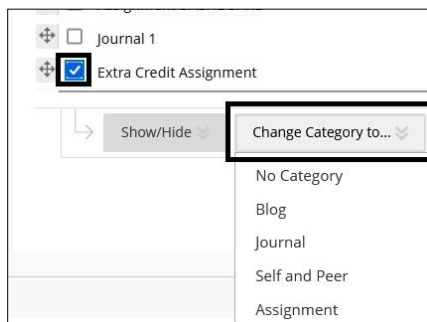 Journal 1
Extra Credit Assignment
Show/Hide
Change Category to...
No Category
Blog
Journal
Self and Peer
Assignment